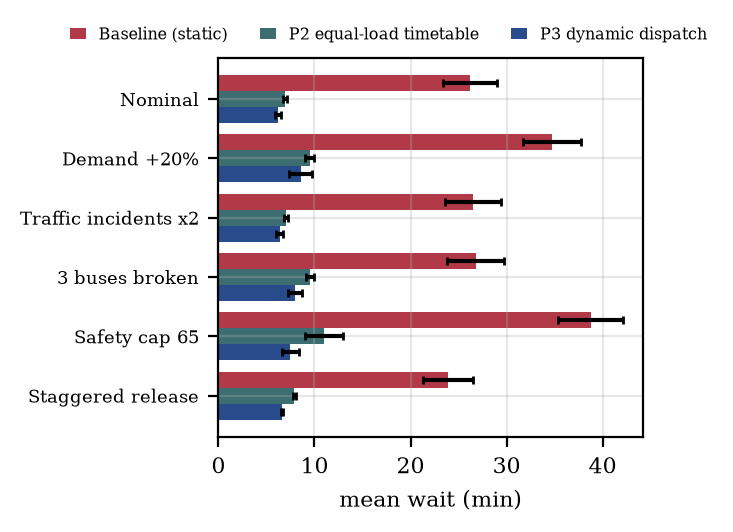 Baseline (static) P2 equal-load timetable P3 dynamic dispatch
Nominal
Demand +20%
Traffic incidents x2
3 buses broken
Safety cap 65
Staggered release
0 10 20 30 40
mean wait (min)